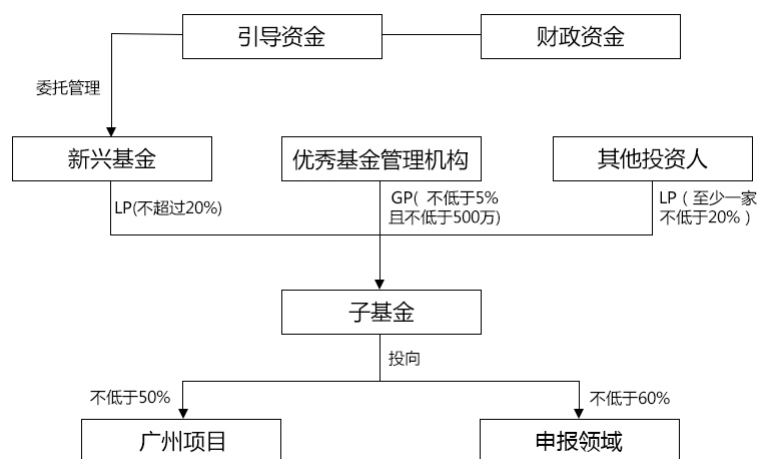 引导资金
财政资金
委托管理
新兴基金
优秀基金管理机构
其他投资人
LP(不超过20%)
GP( 不低于5%
且不低于500万)
LP（至少一家
不低于20%）
子基金
投向
不低于50%
不低于60%
广州项目
申报领域